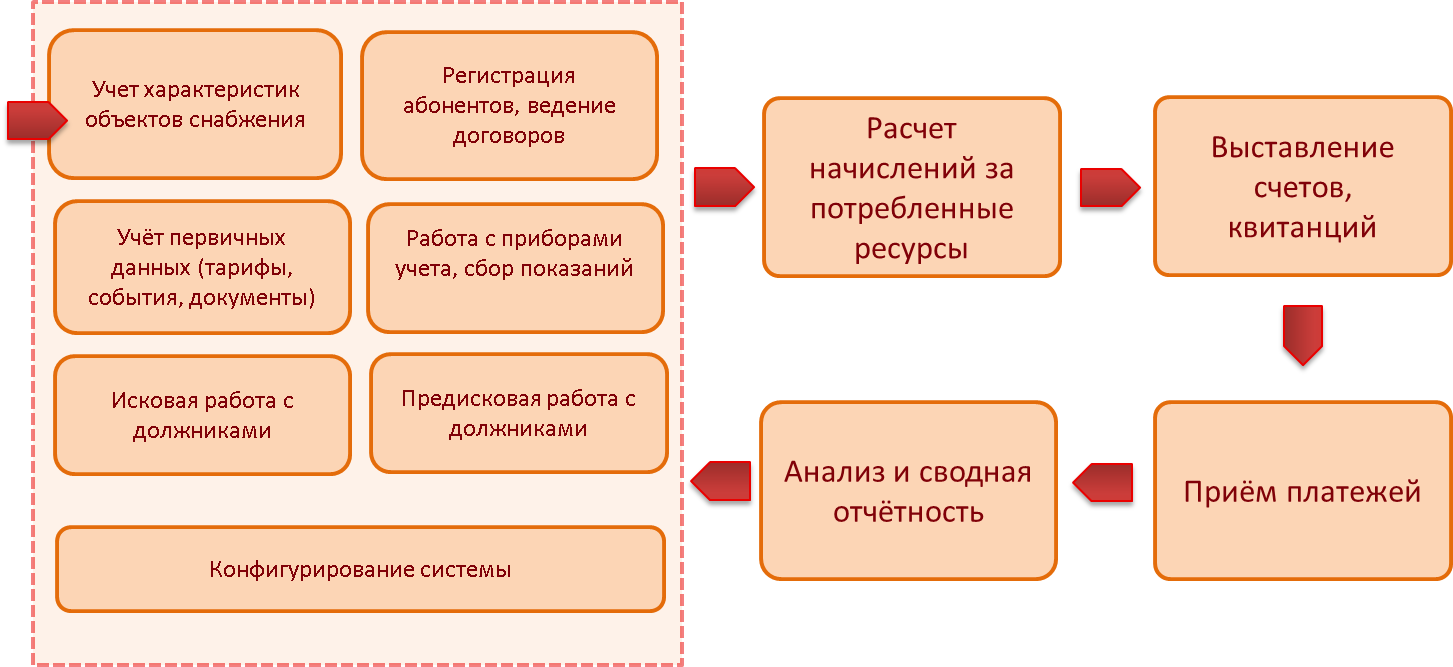 Учет характеристик
объектов снабжения
Регистрация
абонентов, ведение
договоров
Учёт первичных
данных (тарифы,
события, документы)
Работа с приборами
учета, сбор показаний
Исковая работа с
должниками
Предисковая работа с
должниками
Конфигурирование системы
Расчет
начислений за
потребленные
ресурсы
Выставление
счетов,
квитанций
Приём платежей
Анализ и сводная
отчётность